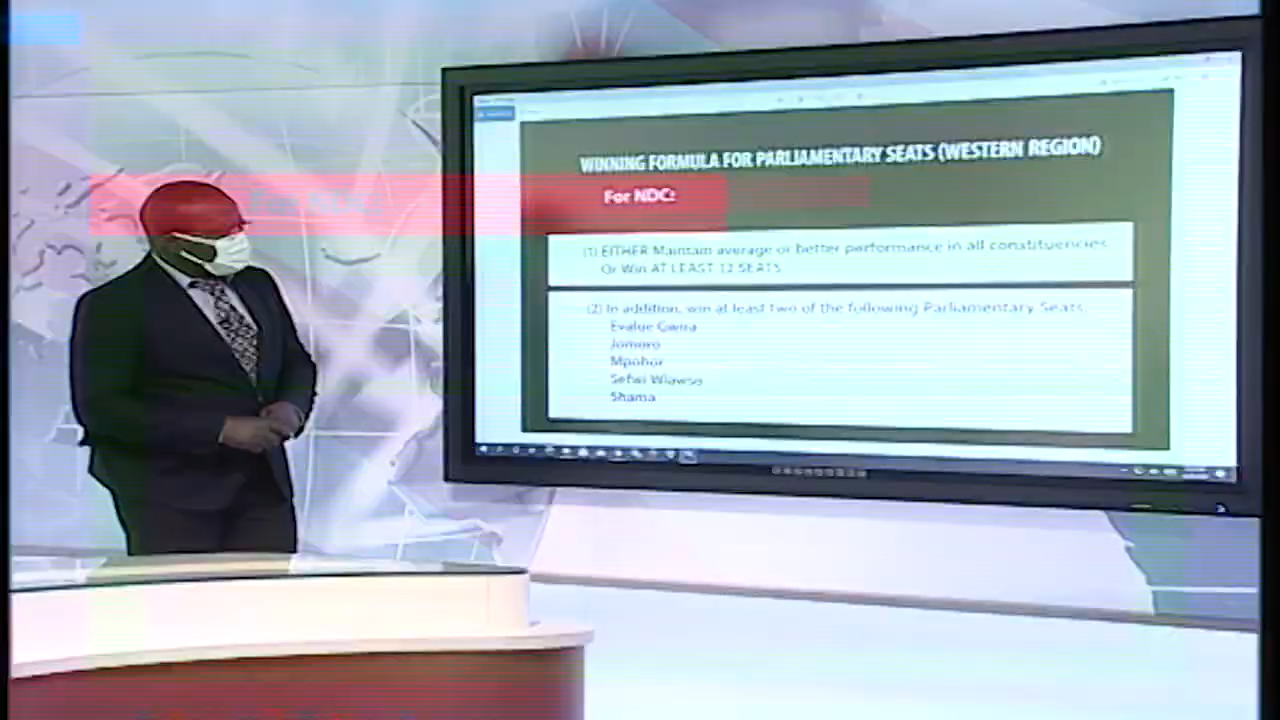 WINNING FORMULA FOR PARLIAMENTARY SEATS (WESTERN REGION)
For NDC:
For NDC:
(1) EITHER Maintain average or better performance in all constituencies
Or Win AT LEAST 12 SEATS
(2) In addition, win at least two of the following Parliamentary Seats:
Evalue Gwira
Jomoro
Mpohor
Sefwi Wiawso
Shama